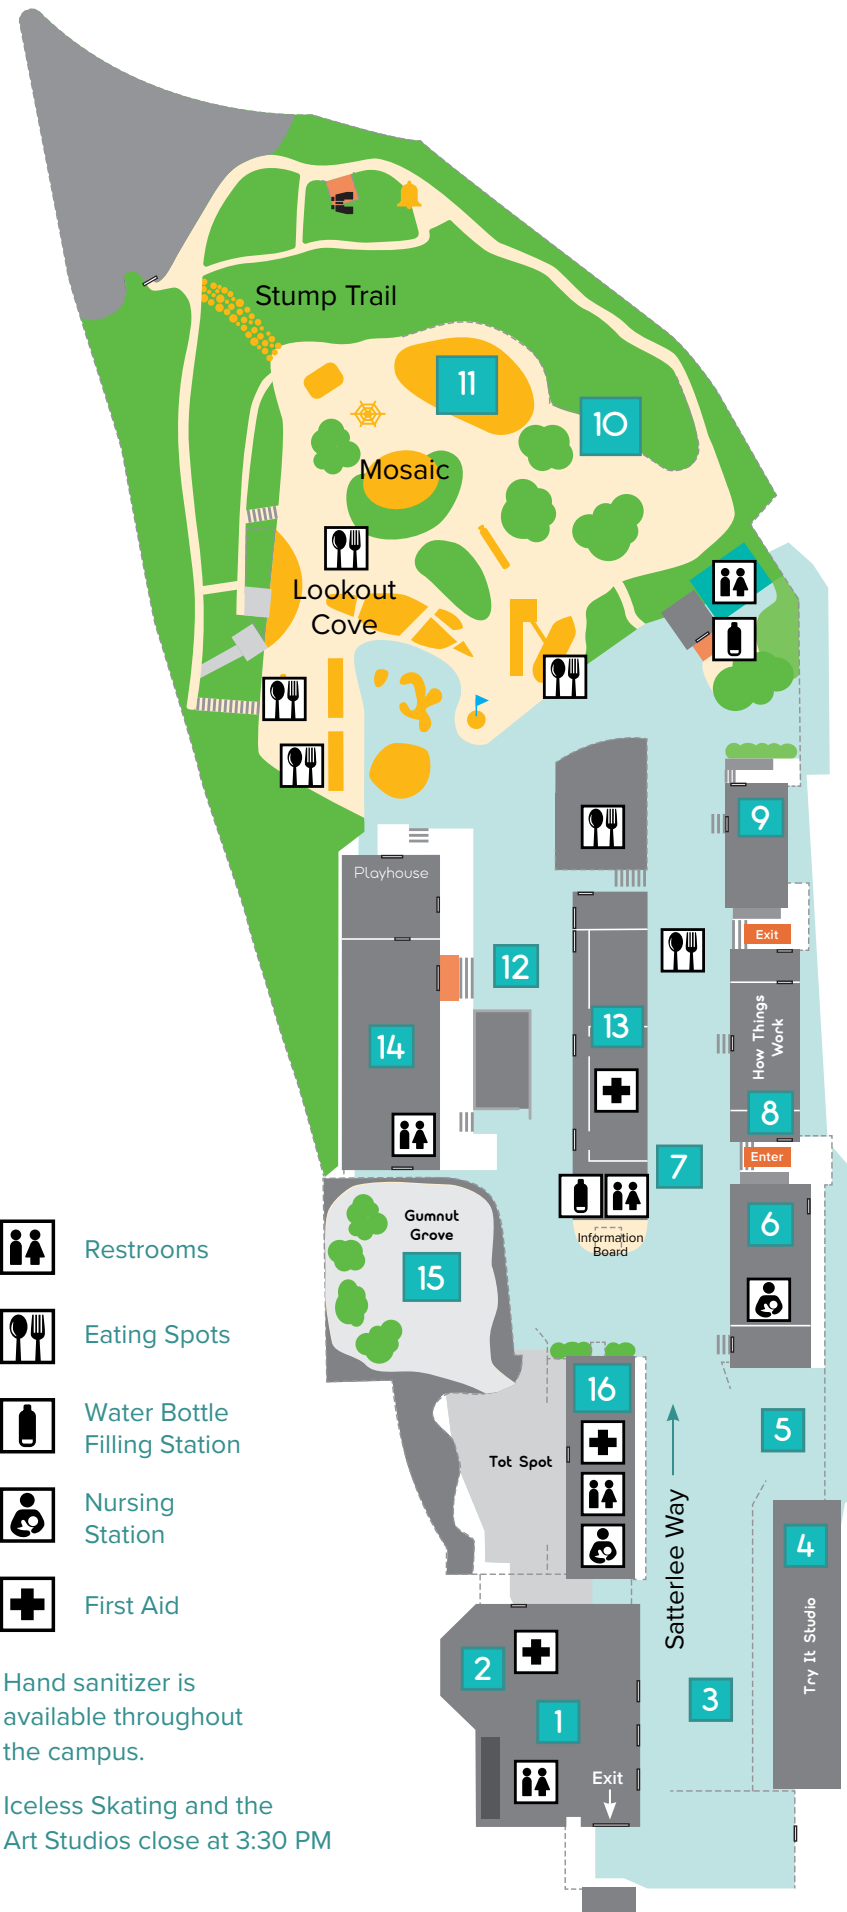 Stump Trail
11
10
Mosaic
Lookout
Cove
9
Playhouse
Exit
12
13
How Things
Work
14
8
Enter
7
6
Gumnut
Grove
15
Information
Board
16
5
Tot Spot
Satterlee Way
4
Try It Studio
2
3
1
Exit
Restrooms
Eating Spots
Water Bottle
Filling Station
Nursing
Station
First Aid
Hand sanitizer is
available throughout
the campus.
Iceless Skating and the
Art Studios close at 3:30 PM